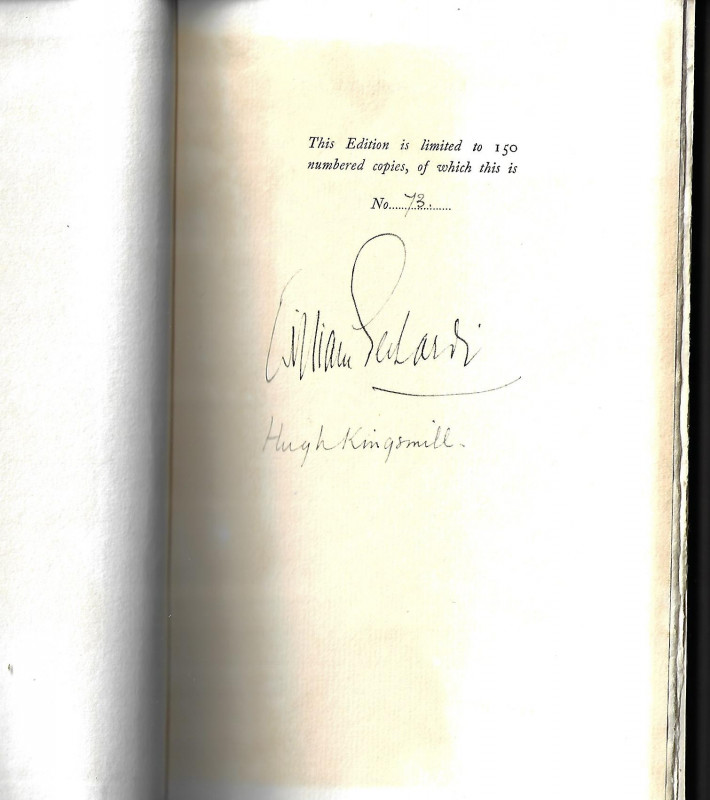 This Edition is limited to 150
numbered copies, of which this is
No......73.......
William Gerhardi
Hugh Kingsmill.